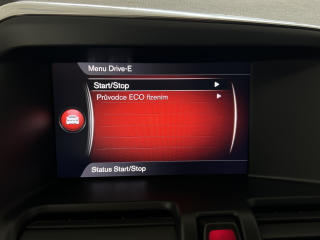 Menu Drive-E
Start/Stop
Průvodce ECO řízením
Status Start/Stop